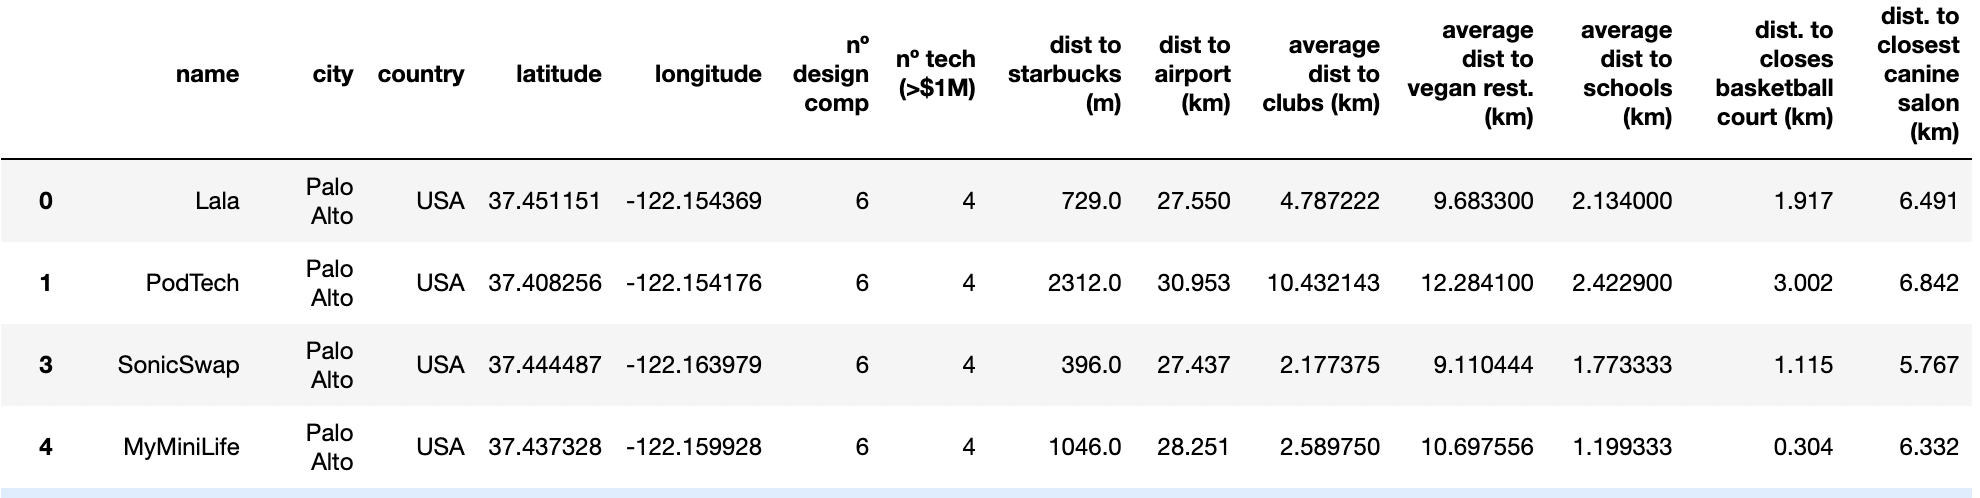 name city country latitude longitude nº design comp nº tech (>$1M) dist to starbucks (m) dist to airport (km) average dist to clubs (km) average dist to vegan rest. (km) average dist to schools (km) dist. to closes basketball court (km) dist. to closest canine salon (km)
0 Lala Palo Alto USA 37.451151 -122.154369 6 4 729.0 27.550 4.787222 9.683300 2.134000 1.917 6.491
1 PodTech Palo Alto USA 37.408256 -122.154176 6 4 2312.0 30.953 10.432143 12.284100 2.422900 3.002 6.842
3 SonicSwap Palo Alto USA 37.444487 -122.163979 6 4 396.0 27.437 2.177375 9.110444 1.773333 1.115 5.767
4 MyMiniLife Palo Alto USA 37.437328 -122.159928 6 4 1046.0 28.251 2.589750 10.697556 1.199333 0.304 6.332